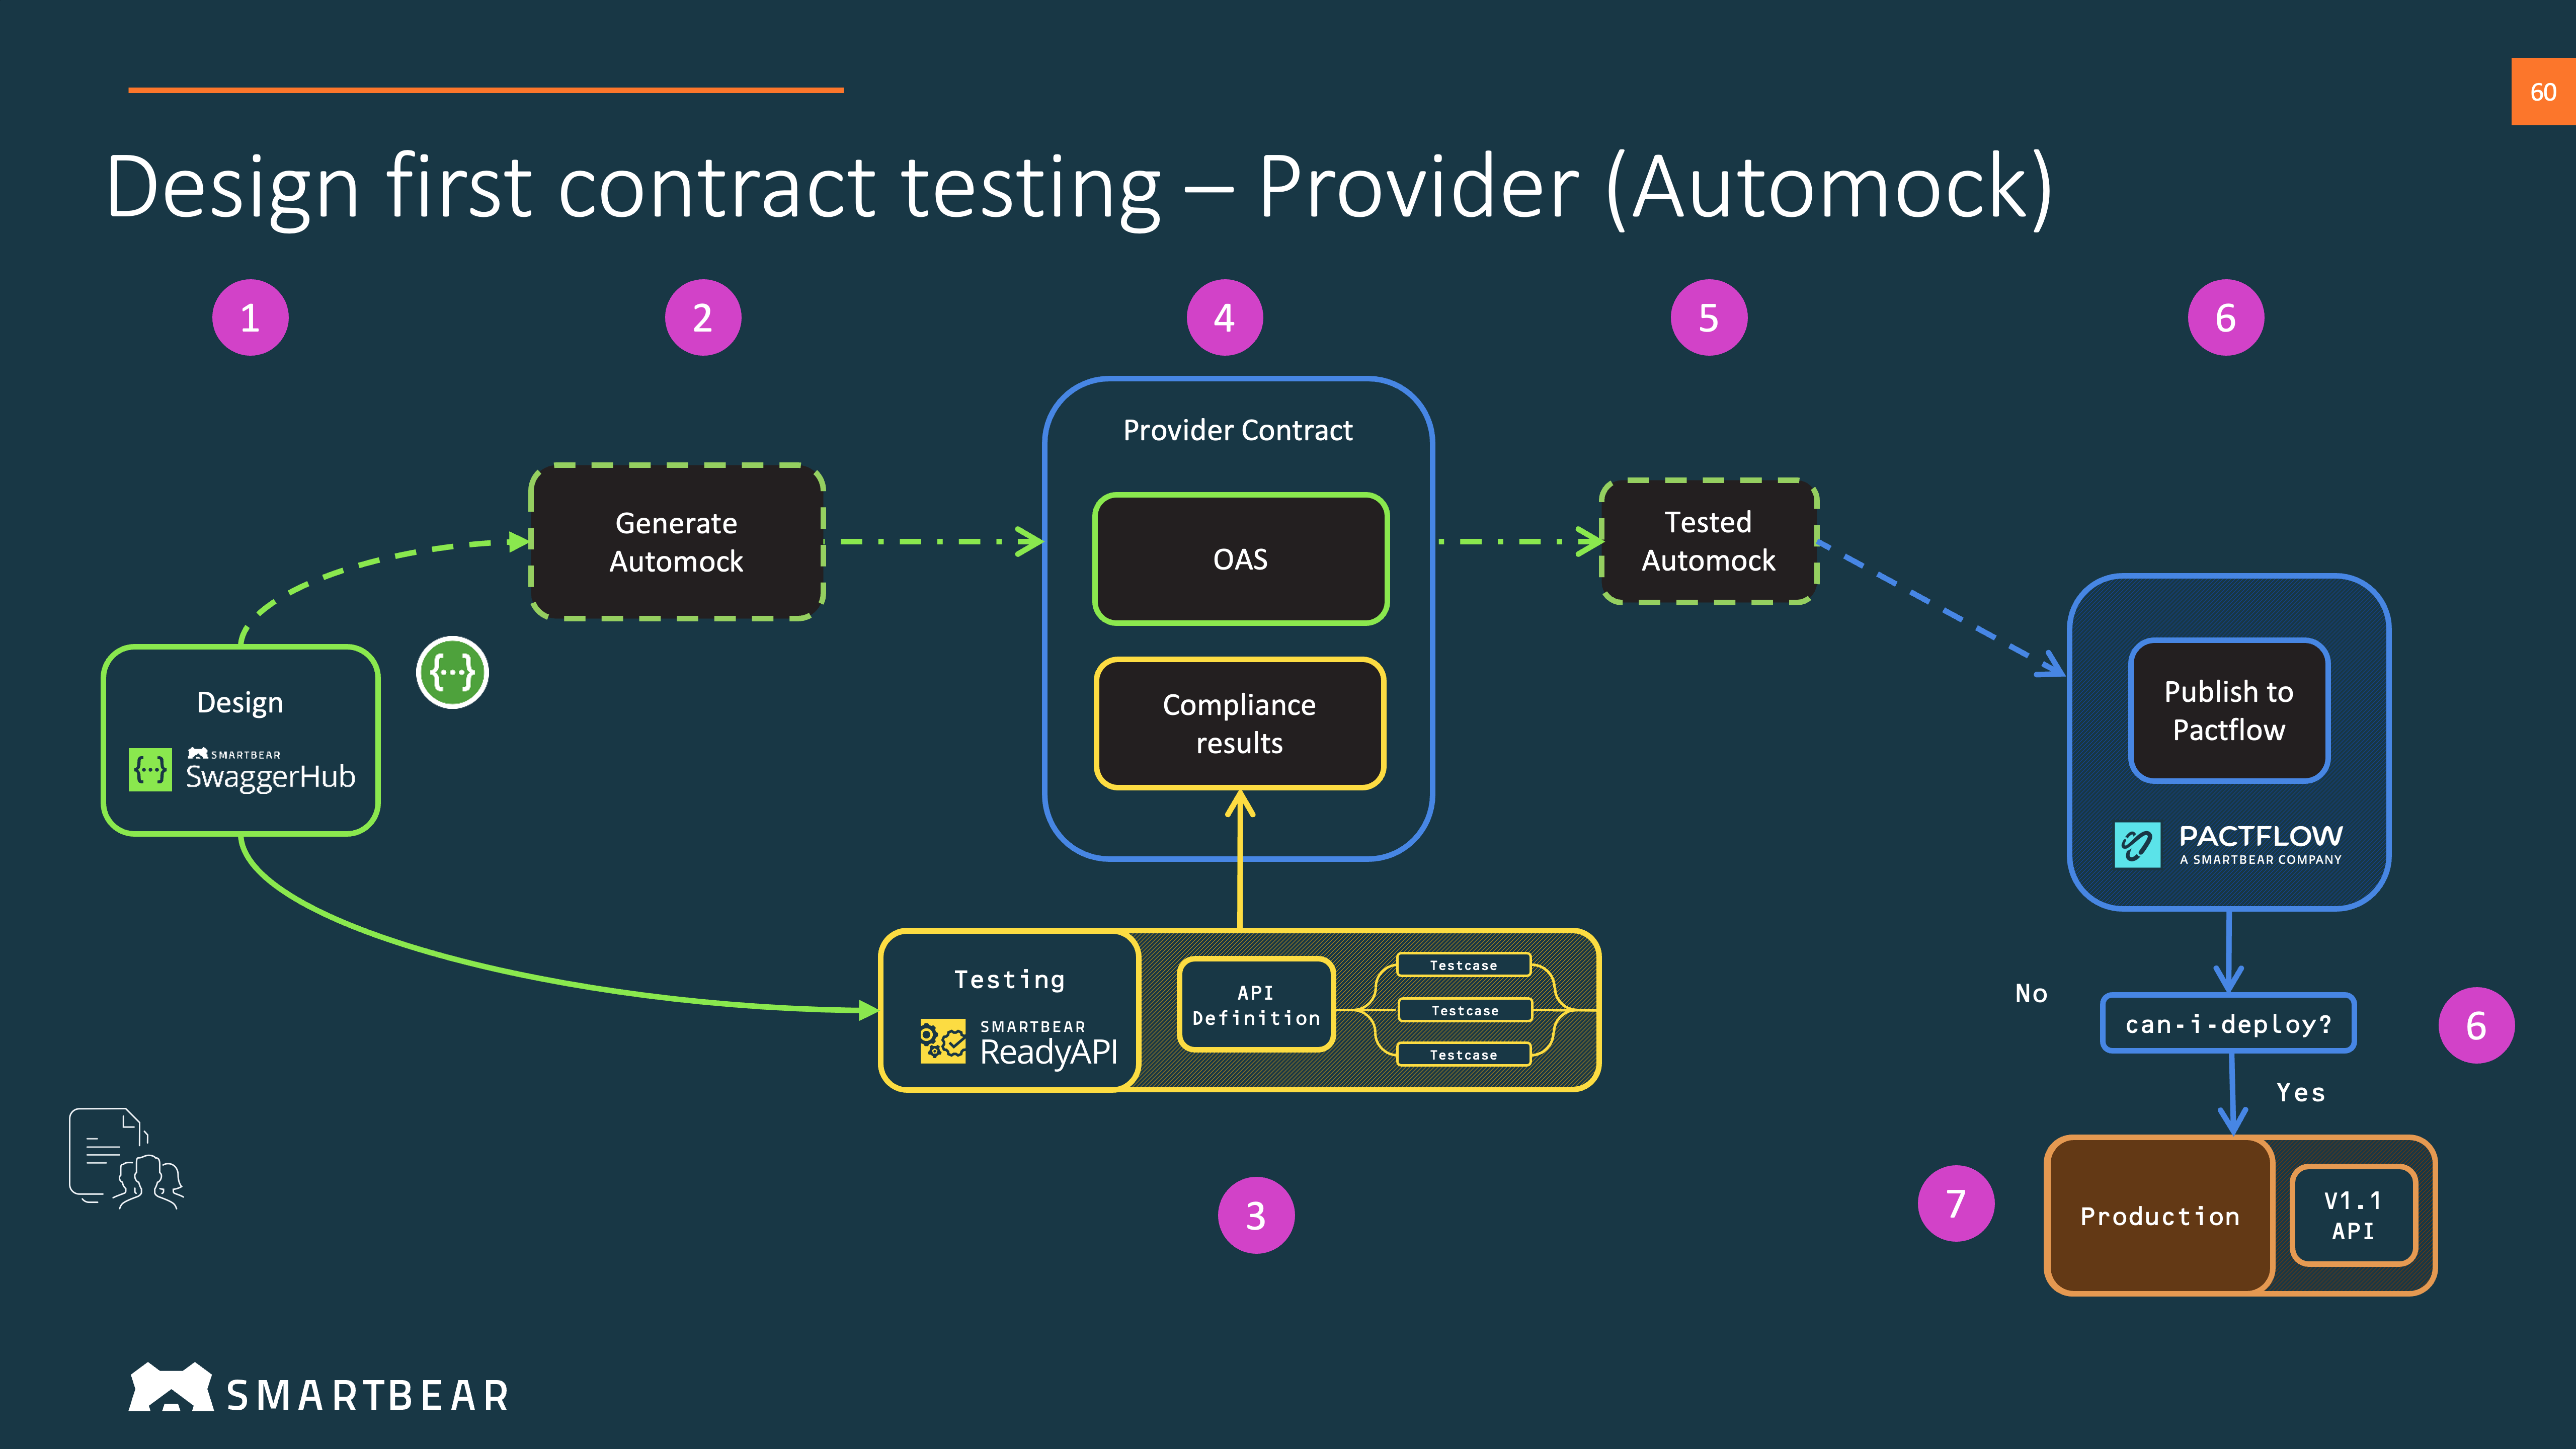 60
Design first contract testing – Provider (Automock)
1
2
4
5
6
Provider Contract
Generate
Automock
OAS
Tested
Automock
{···}
Design
{···}
SMARTBEAR
SwaggerHub
Compliance
results
Publish to
Pactflow
PACTFLOW
A SMARTBEAR COMPANY
Testing
SMARTBEAR
ReadyAPI
API
Definition
Testcase
Testcase
Testcase
No
can-i-deploy?
6
Yes
3
7
Production
V1.1
API
SMARTBEAR